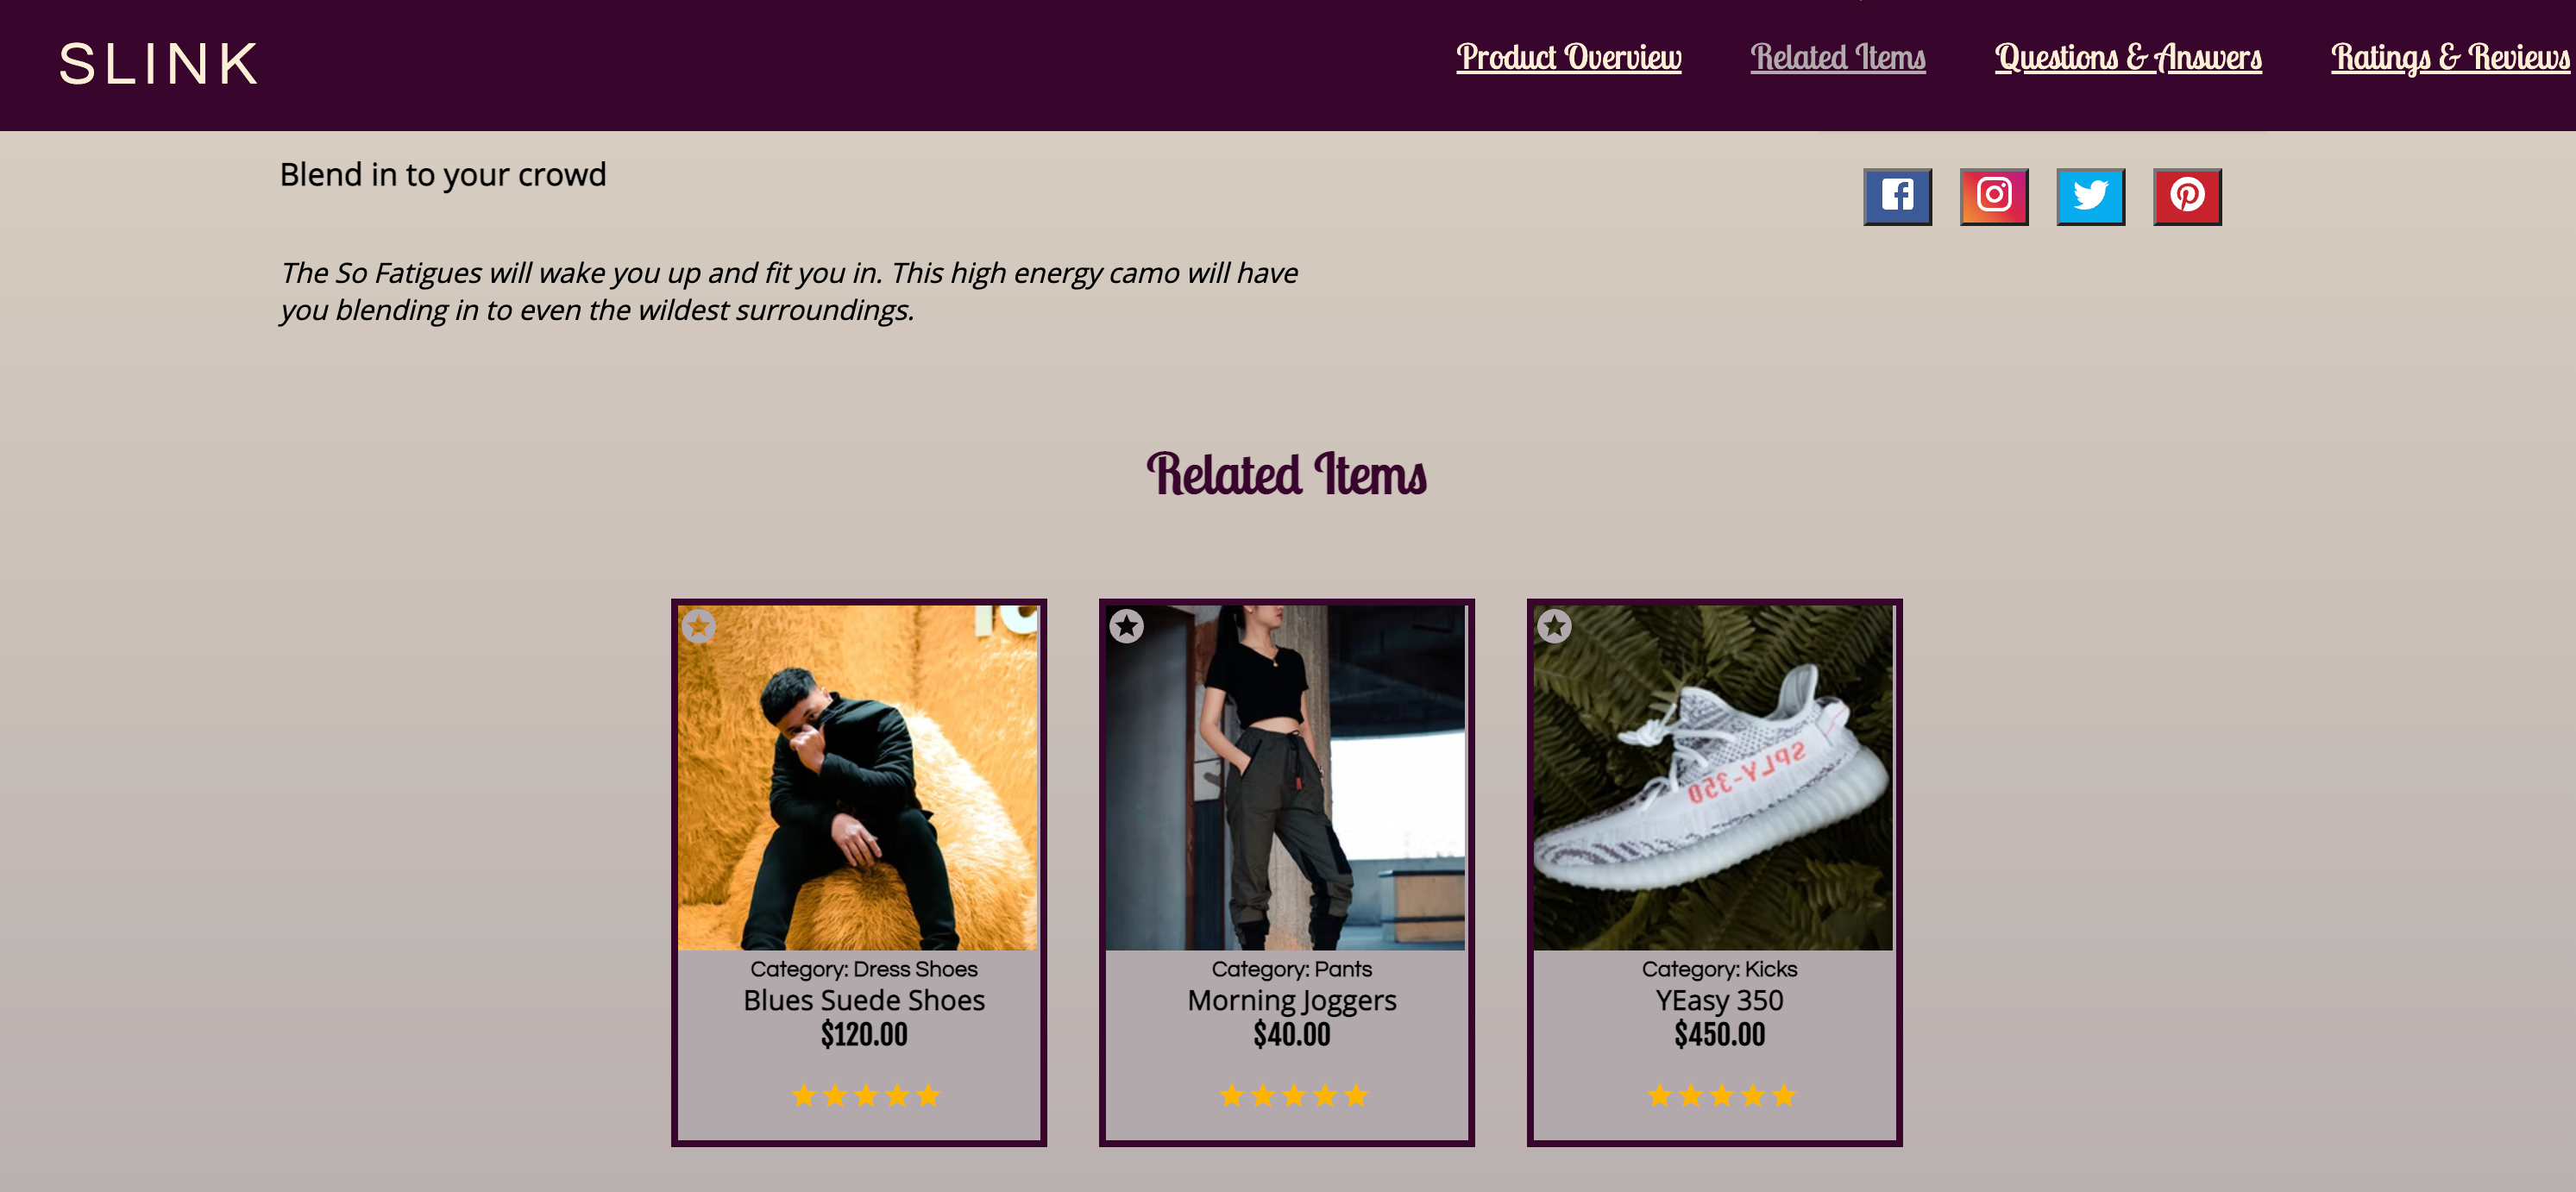 SLINK
Product Overview
Related Items
Questions & Answers
Ratings & Reviews
Blend in to your crowd
The So Fatigues will wake you up and fit you in. This high energy camo will have
you blending in to even the wildest surroundings.
Related Items
SPLY-350
Category: Dress Shoes
Blues Suede Shoes
$120.00
Category: Pants
Morning Joggers
$40.00
Category: Kicks
YEasy 350
$450.00